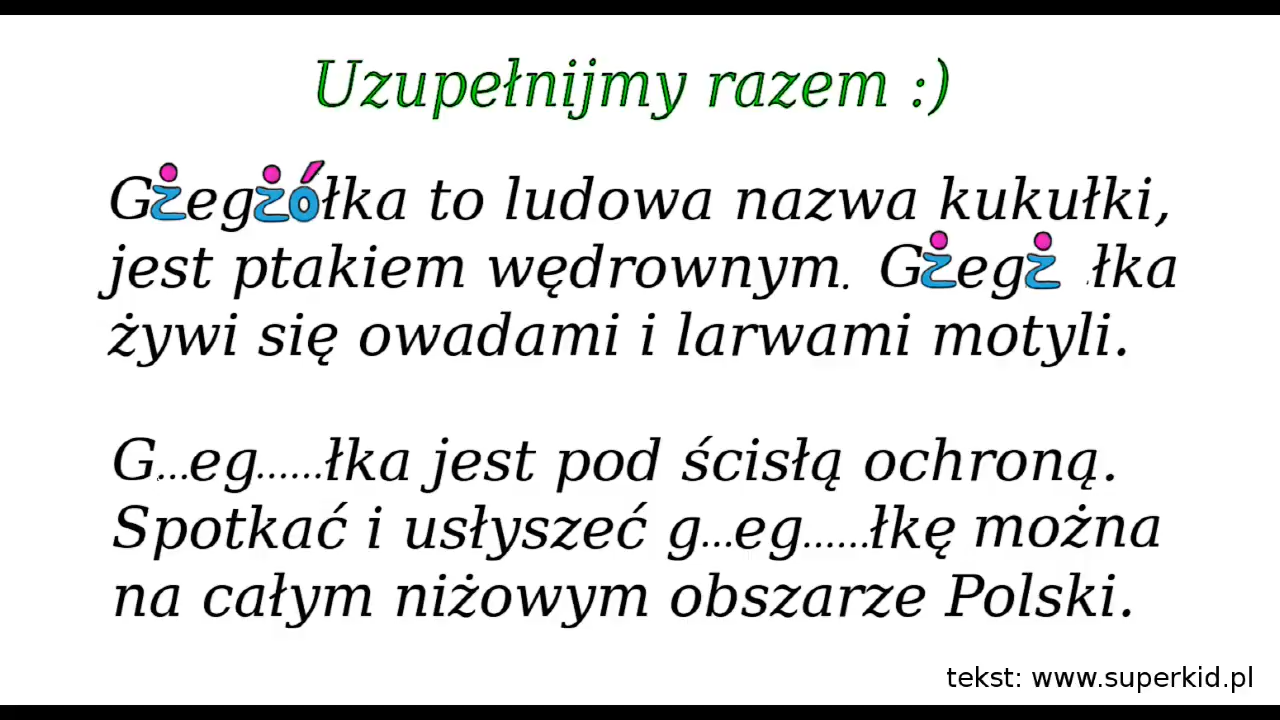 Uzupełnijmy razem :)
Gżegżółka to ludowa nazwa kukułki,
jest ptakiem wędrownym. Gżegż łka
żywi się owadami i larwami motyli.
G...eg......łka jest pod ścisłą ochroną.
Spotkać i usłyszeć g...eg......łkę można
na całym niżowym obszarze Polski.
tekst: www.superkid.pl